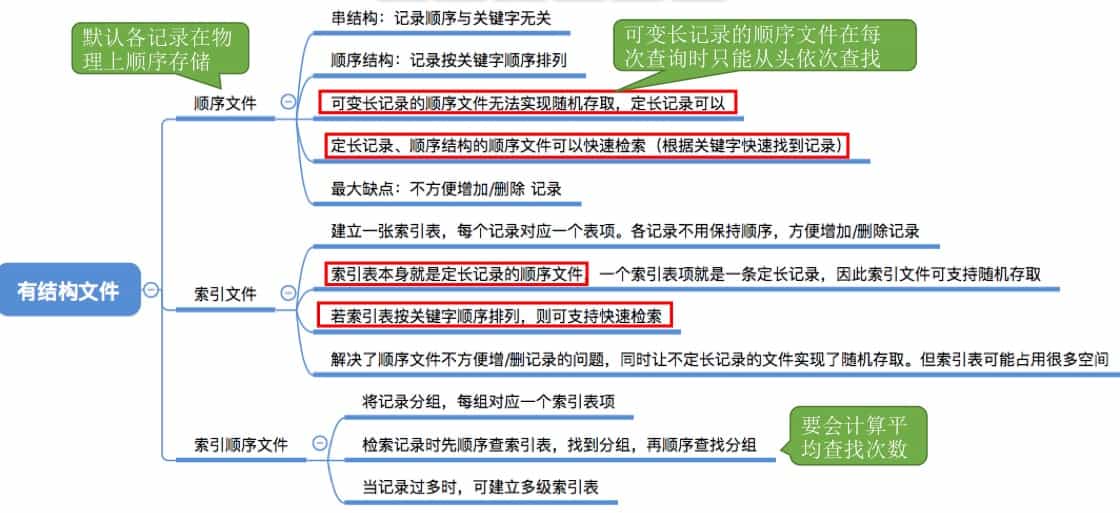 串结构：记录顺序与关键字无关
默认各记录在物
理上顺序存储
可变长记录的顺序文件在每
次查询时只能从头依次查找
顺序结构：记录按关键字顺序排列
顺序文件
可变长记录的顺序文件无法实现随机存取，定长记录可以
定长记录、顺序结构的顺序文件可以快速检索（根据关键字快速找到记录）
最大缺点：不方便增加/删除 记录
建立一张索引表，每个记录对应一个表项。各记录不用保持顺序，方便增加/删除记录
有结构文件
索引文件
索引表本身就是定长记录的顺序文件 一个索引表项就是一条定长记录，因此索引文件可支持随机存取
若索引表按关键字顺序排列，则可支持快速检索
解决了顺序文件不方便增/删记录的问题，同时让不定长记录的文件实现了随机存取。但索引表可能占用很多空间
将记录分组，每组对应一个索引表项
索引顺序文件
检索记录时先顺序查索引表，找到分组，再顺序查找分组
要会计算平
均查找次数
当记录过多时，可建立多级索引表